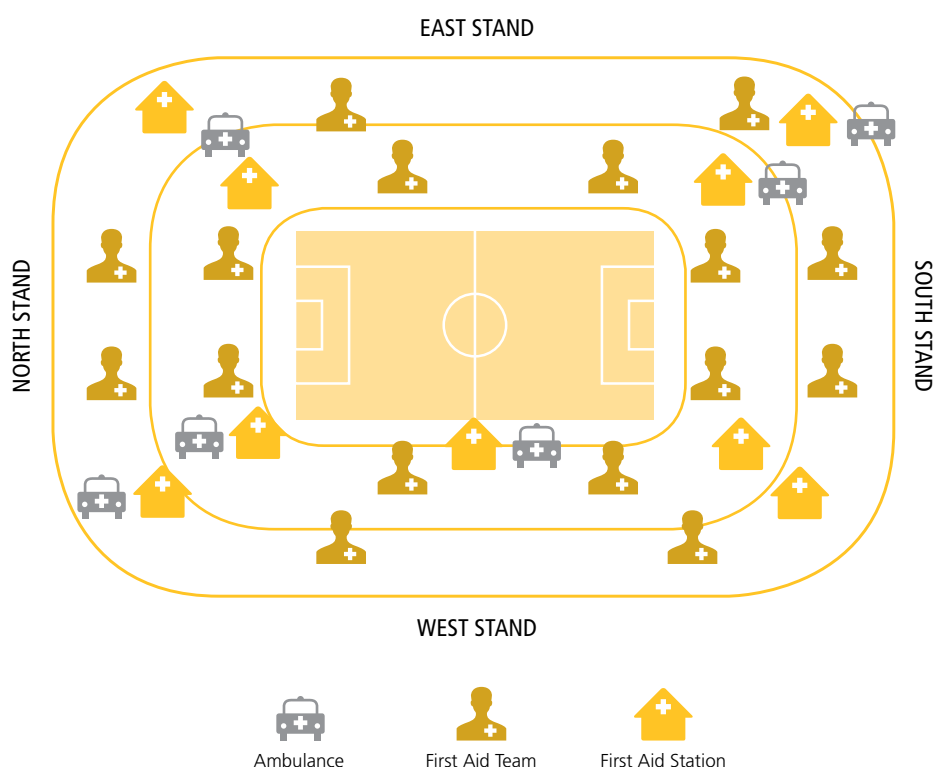 EAST STAND
NORTH STAND
SOUTH STAND
WEST STAND
Ambulance
First Aid Team
First Aid Station